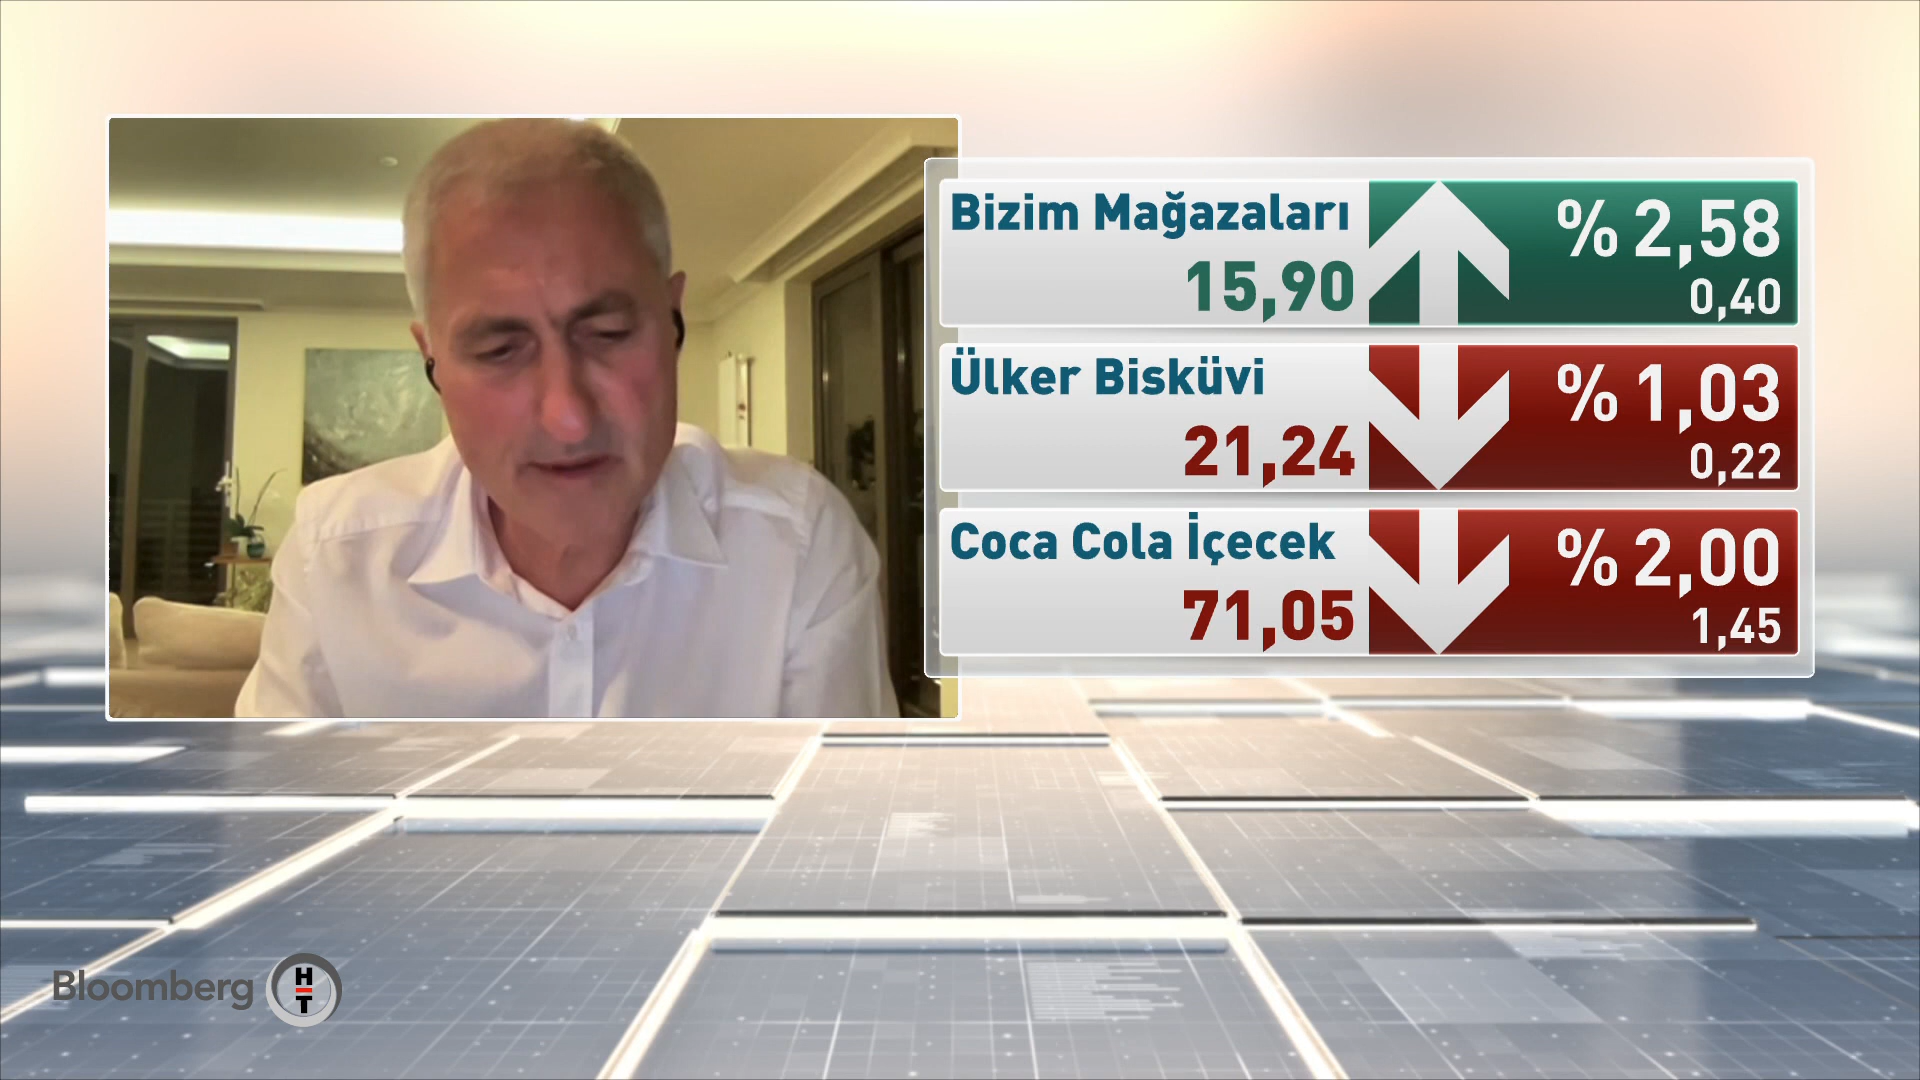 Bizim Mağazaları
15,90
% 2,58
0,40
Ülker Bisküvi
21,24
% 1,03
0,22
Coca Cola İçecek
71,05
% 2,00
1,45
Bloomberg HT